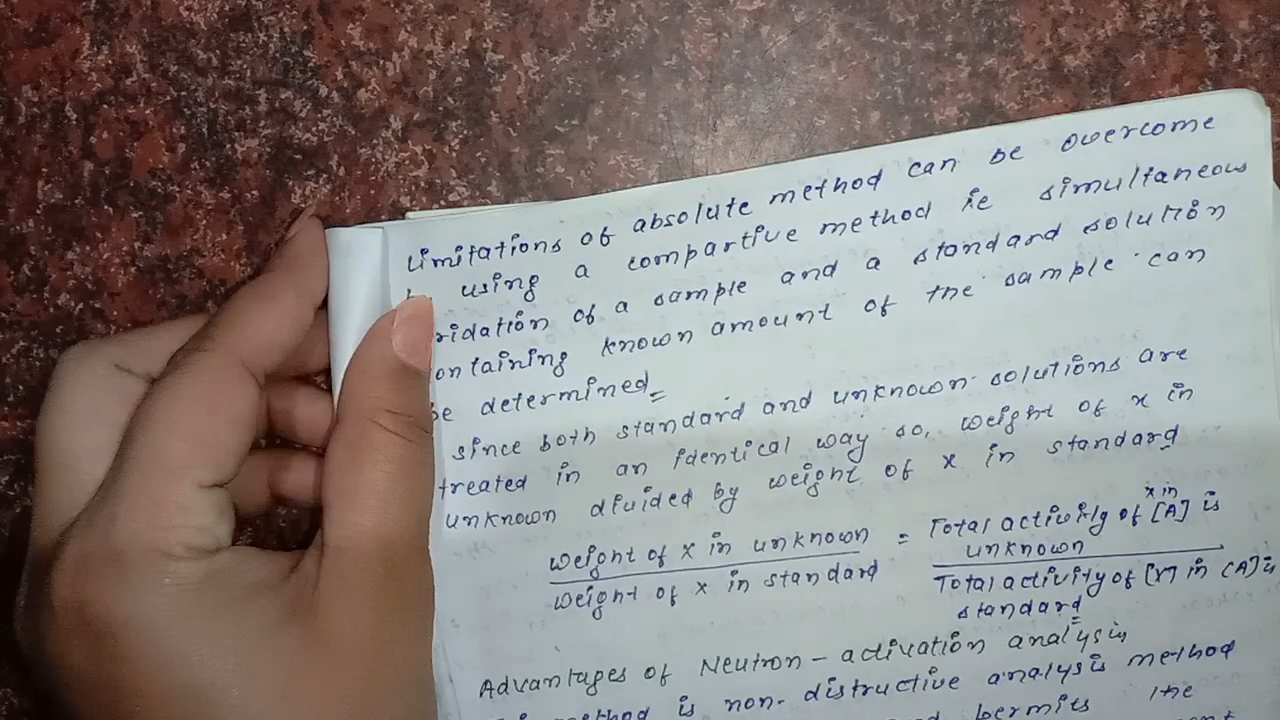 Limitations of absolute method can be overcome
using a compartive method ie simultaneous
ridation of a sample and a standard solution
ontaining known amount of the sample can
be determined
since both standard and unknown solutions are
treated in an identical way so, weight of x in
unknown divided by weight of x in standard
weight of x in unknown = Total activity of x in [A] is unknown
weight of x in standard Total activity of [x] in [A] is standard
Advantages of Neutron - activation analysis
method is non-distructive analysis method
permits the